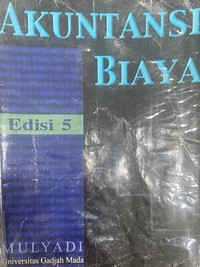 AKUNTANSI
BIAYA
Edisi 5
MULYADI
Universitas Gadjah Mada